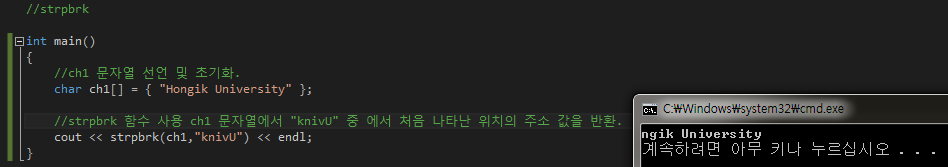 //strpbrk
int main()
{
//ch1 문자열 선언 및 초기화.
char ch1[] = { "Hongik University" };
//strpbrk 함수 사용 ch1 문자열에서 "knivU" 중 에서 처음 나타난 위치의 주소 값을 반환.
cout << strpbrk(ch1,"knivU") << endl;
}
C:₩Windows₩system32₩cmd.exe
ngik University
계속하려면 아무 키나 누르십시오 . . .